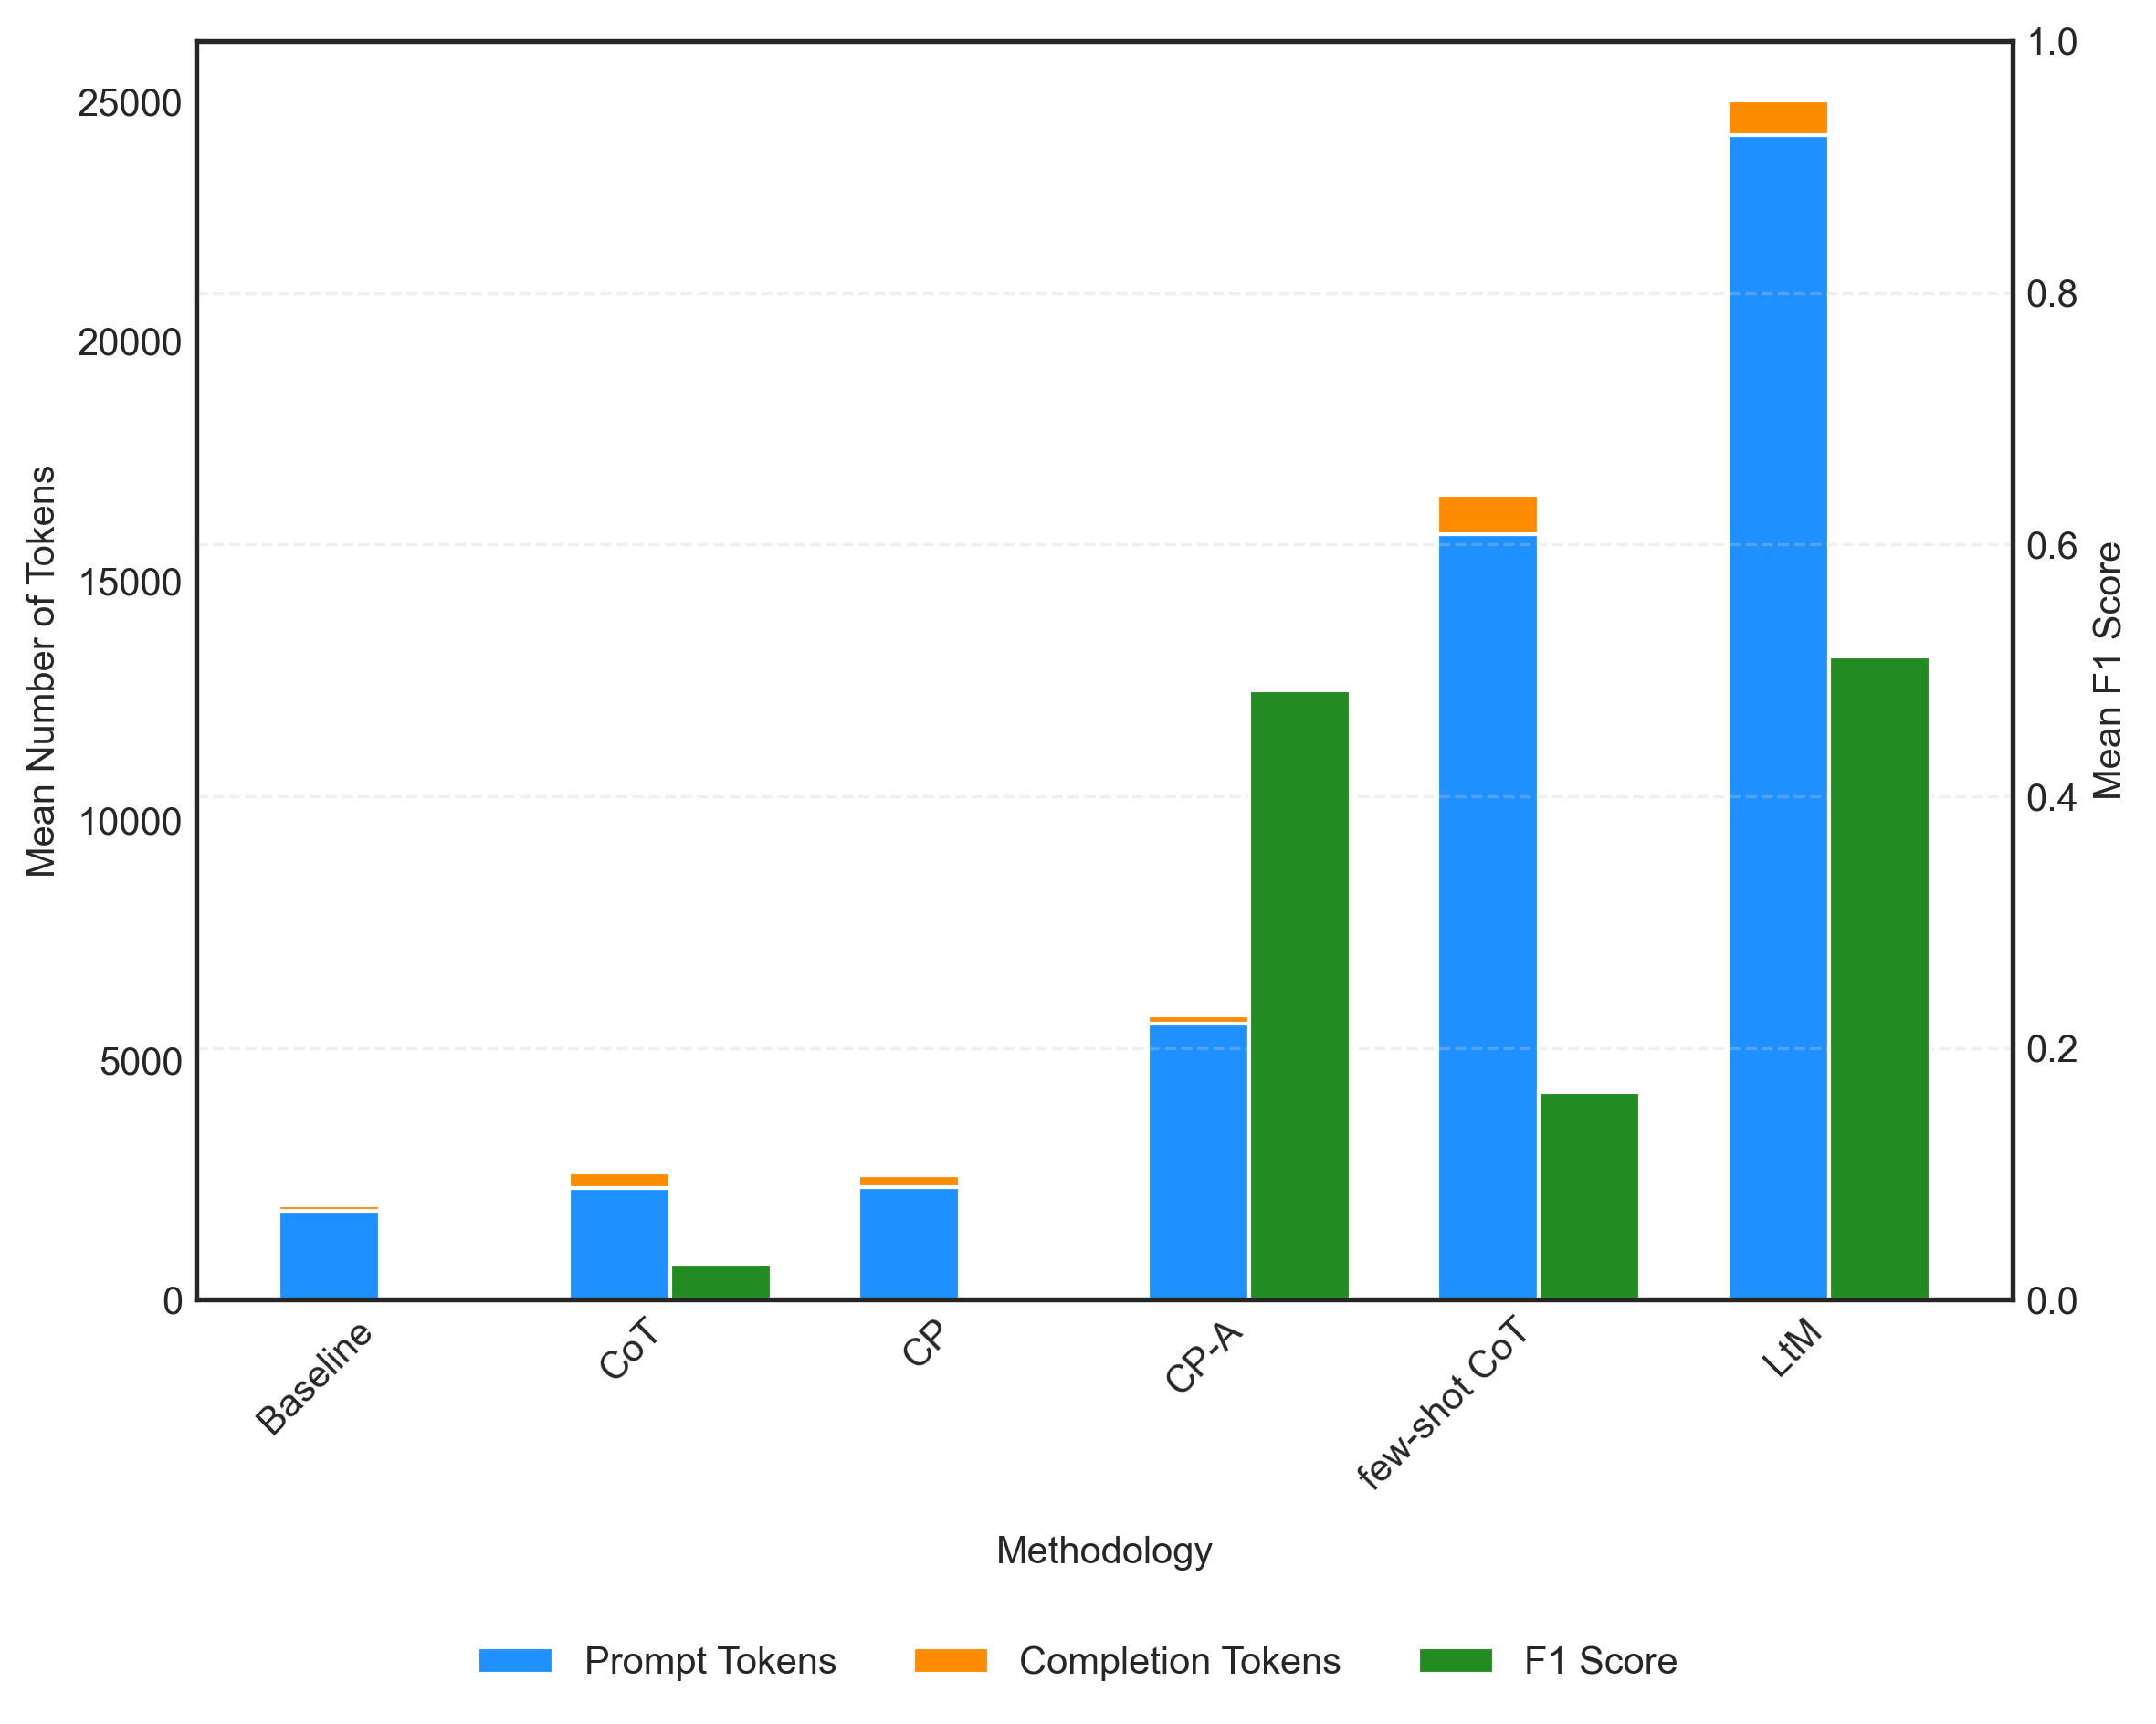 25000
20000
15000
10000
5000
0
Mean Number of Tokens
1.0
0.8
0.6
0.4
0.2
0.0
Mean F1 Score
Baseline
CoT
CP
CP-A
few-shot CoT
LtM
Methodology
Prompt Tokens
Completion Tokens
F1 Score